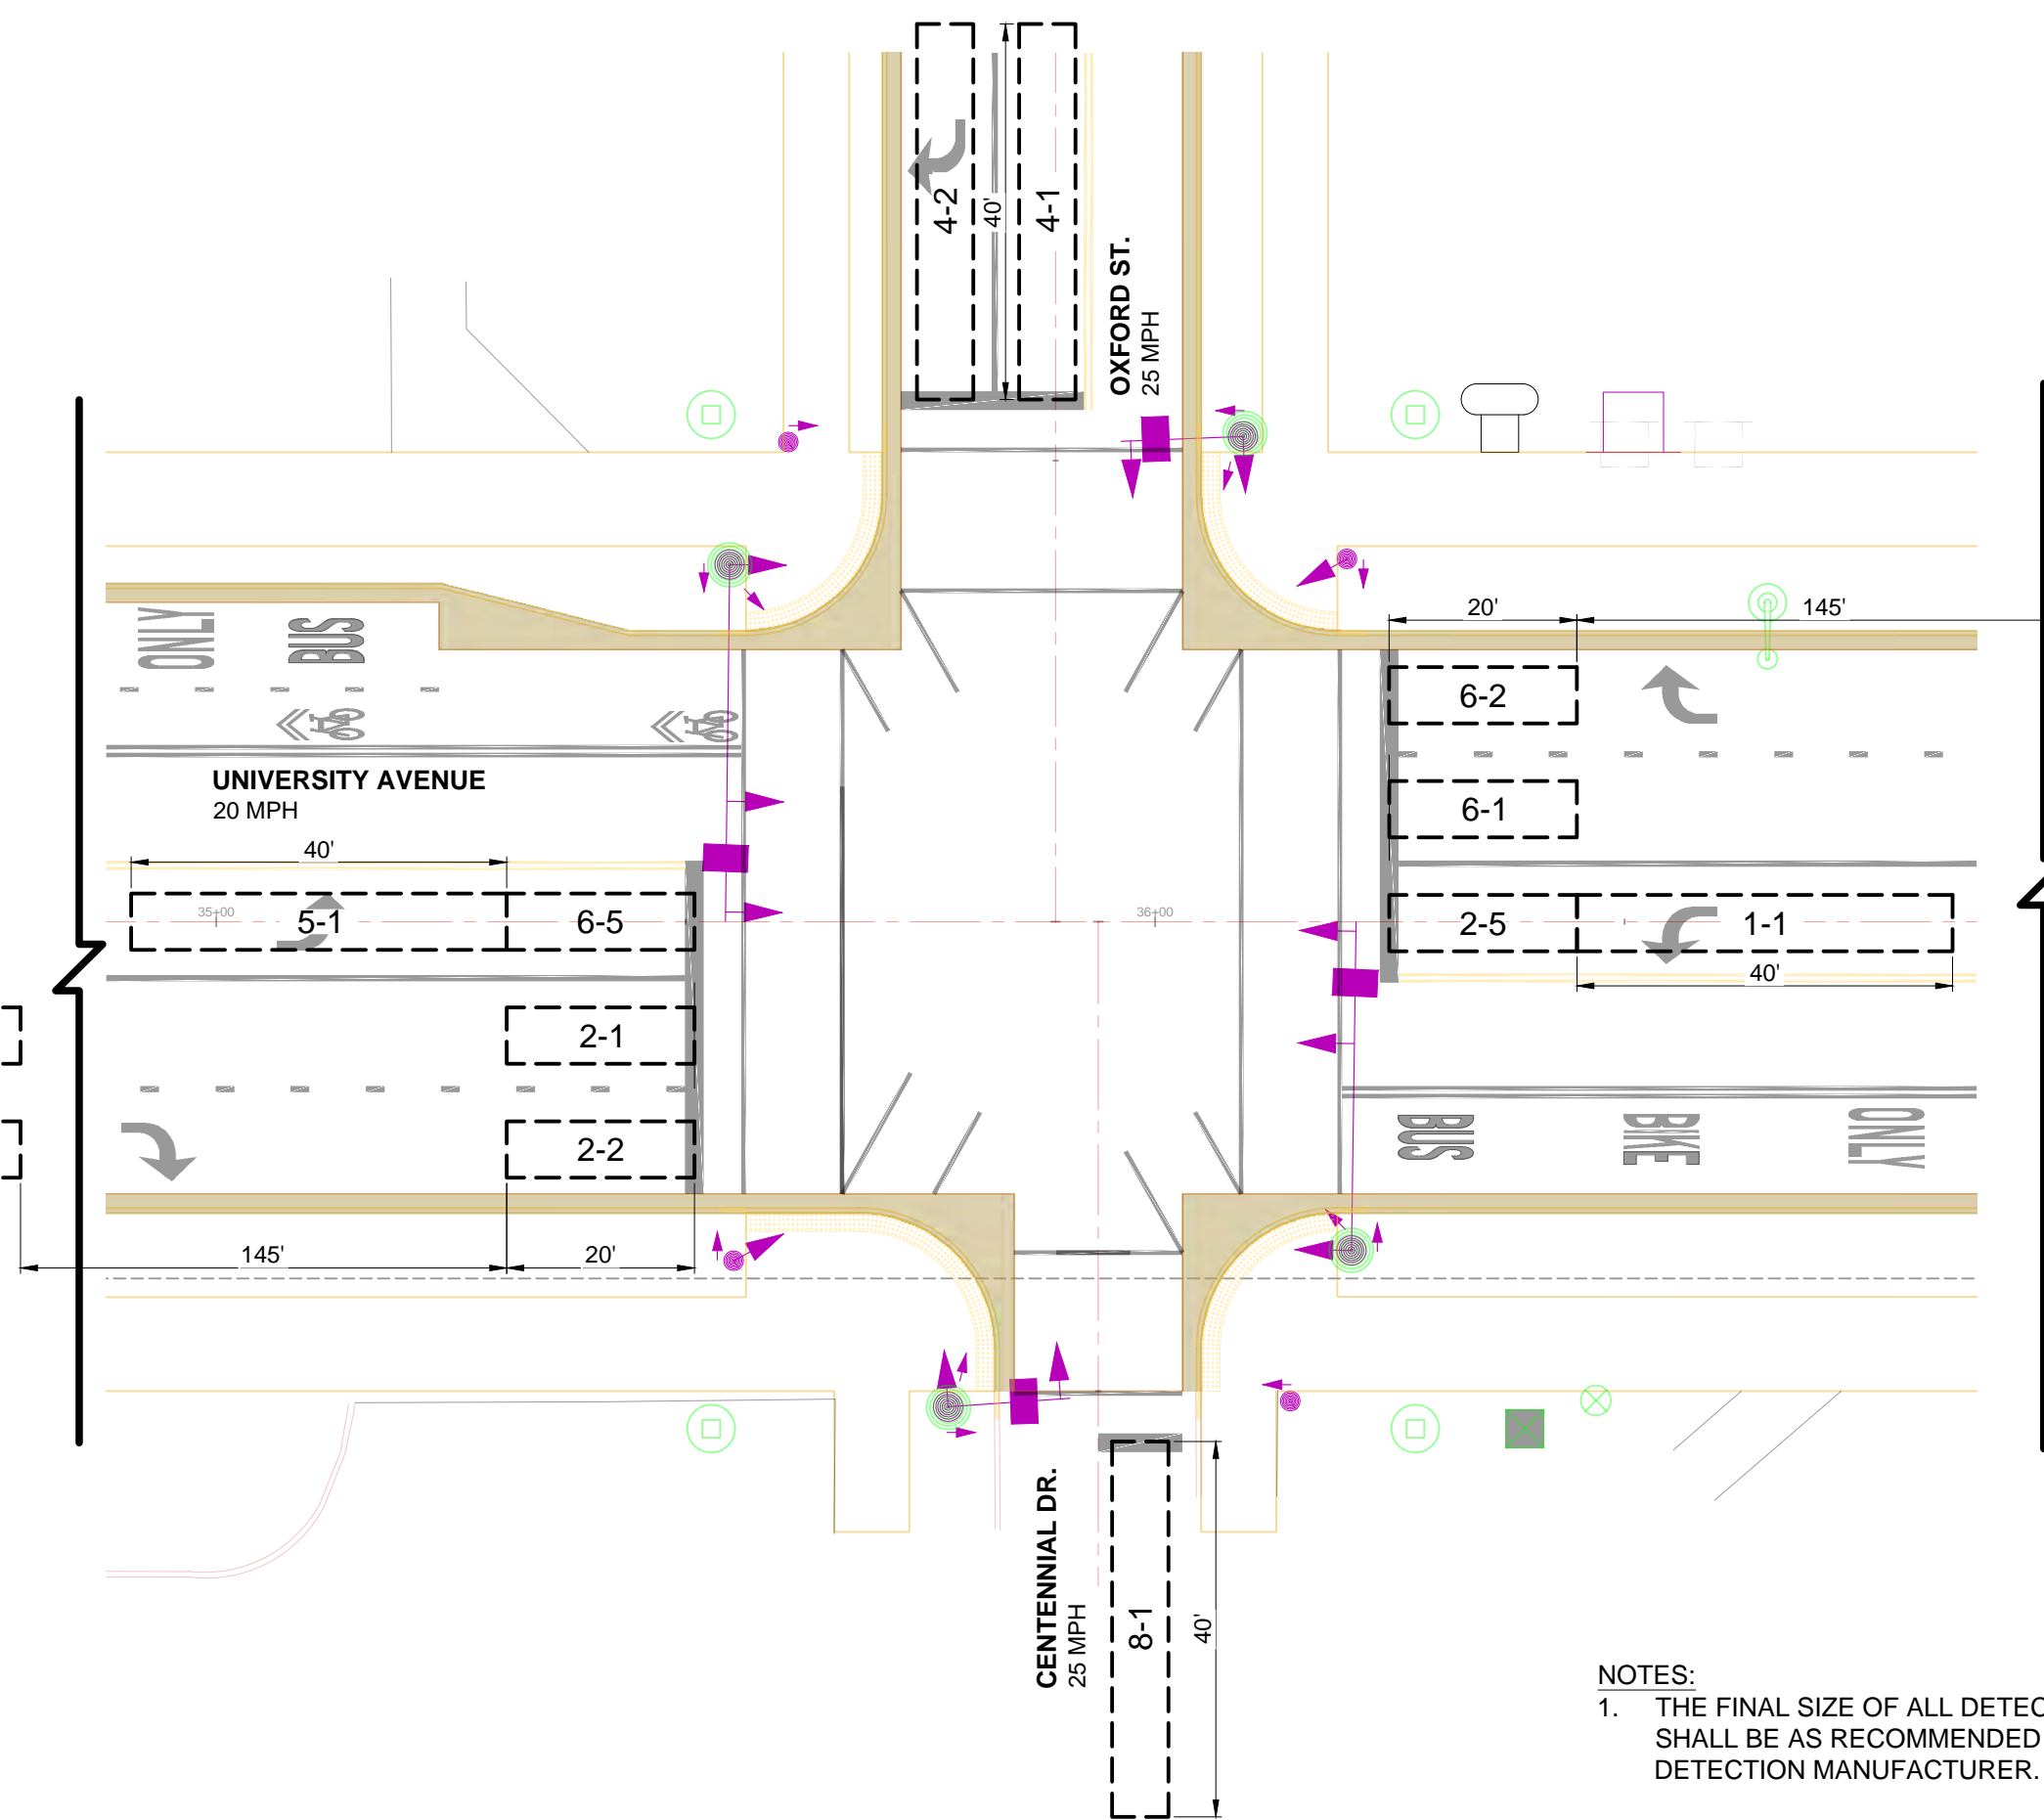 4-2
40'
4-1
OXFORD ST.
25 MPH
ONLY
BUS
20'
145'
6-2
UNIVERSITY AVENUE
20 MPH
6-1
40'
35+00
5-1
6-5
36+00
2-5
1-1
40'
2-1
2-2
BUS
BIKE
ONLY
145'
20'
CENTENNIAL DR.
25 MPH
8-1
40'
NOTES:
1. THE FINAL SIZE OF ALL DETEC
SHALL BE AS RECOMMENDED
DETECTION MANUFACTURER.